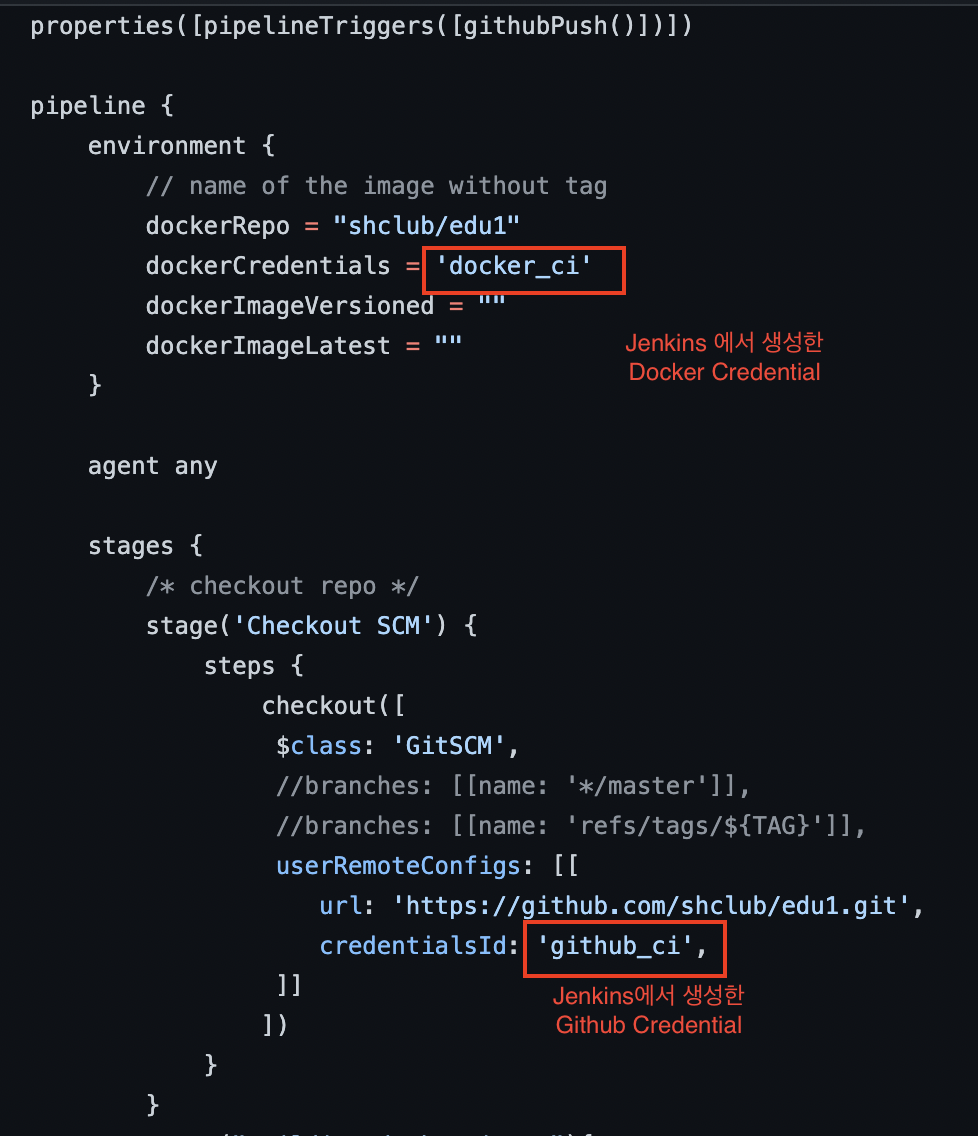 properties([pipelineTriggers([githubPush()])])
pipeline {
environment {
// name of the image without tag
dockerRepo = "shclub/edu1"
dockerCredentials = 'docker_ci'
dockerImageVersioned = ""
dockerImageLatest = ""
Jenkins 에서 생성한
Docker Credential
}
agent any
stages {
/* checkout repo */
stage('Checkout SCM') {
steps {
checkout([
$class: 'GitSCM',
//branches: [[name: '*/master']],
//branches: [[name: 'refs/tags/${TAG}']],
userRemoteConfigs: [[
url: 'https://github.com/shclub/edu1.git',
credentialsId: 'github_ci',
]]
Jenkins에서 생성한
Github Credential
])
}
}